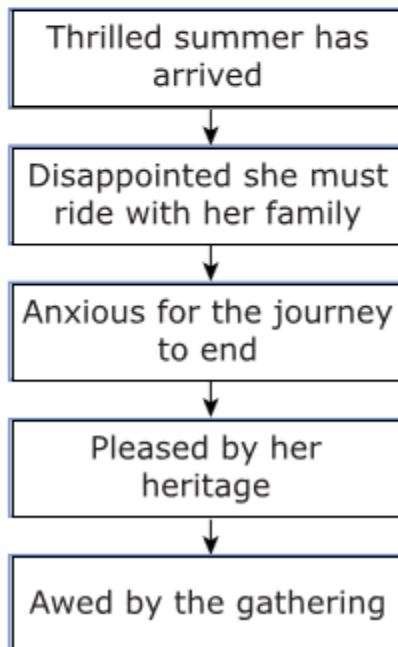 Thrilled summer has
arrived
Disappointed she must
ride with her family
Anxious for the journey
to end
Pleased by her
heritage
Awed by the gathering